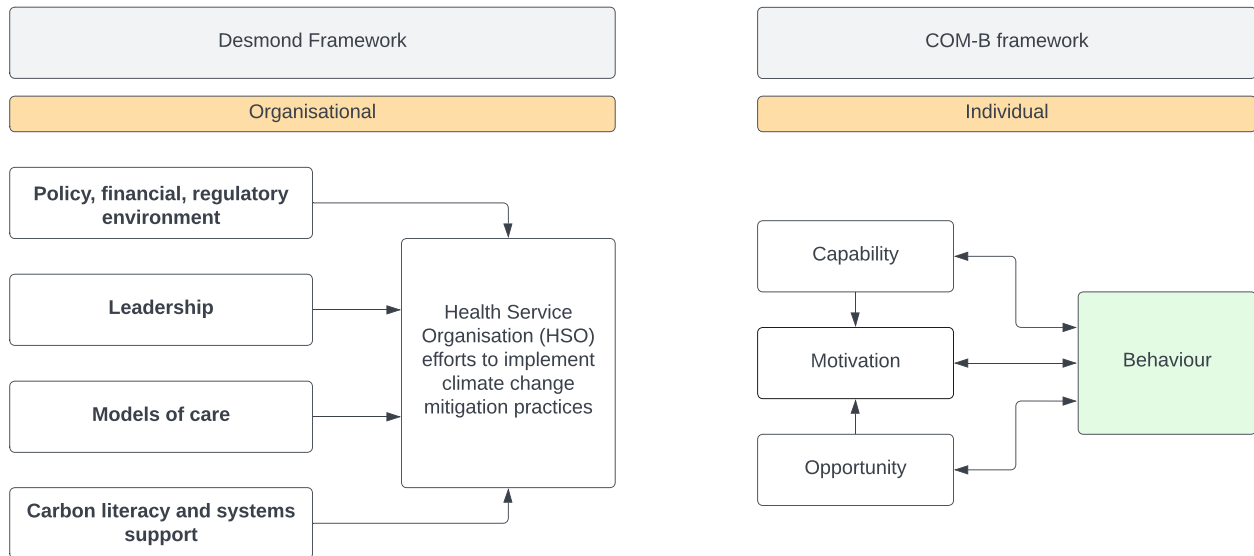 Desmond Framework
Organisational
Policy, financial, regulatory
environment
Leadership
Models of care
Carbon literacy and systems
support
Health Service
Organisation (HSO)
efforts to implement
climate change
mitigation practices
COM-B framework
Individual
Capability
Motivation
Opportunity
Behaviour